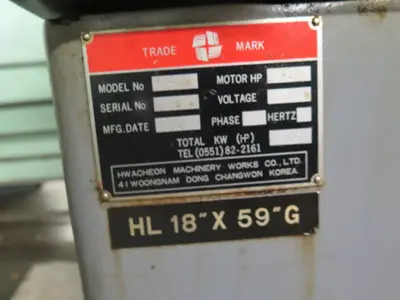 TRADE MARK
MODEL No MOTOR HP
SERIAL No VOLTAGE
MFG. DATE PHASE HERTZ
TOTAL KW (HP)
TEL (0551) 82-2161
HWACHEON MACHINERY WORKS CO., LTD.
41 WOONGNAM DONG CHANGWON KOREA.
HL 18" X 59"G